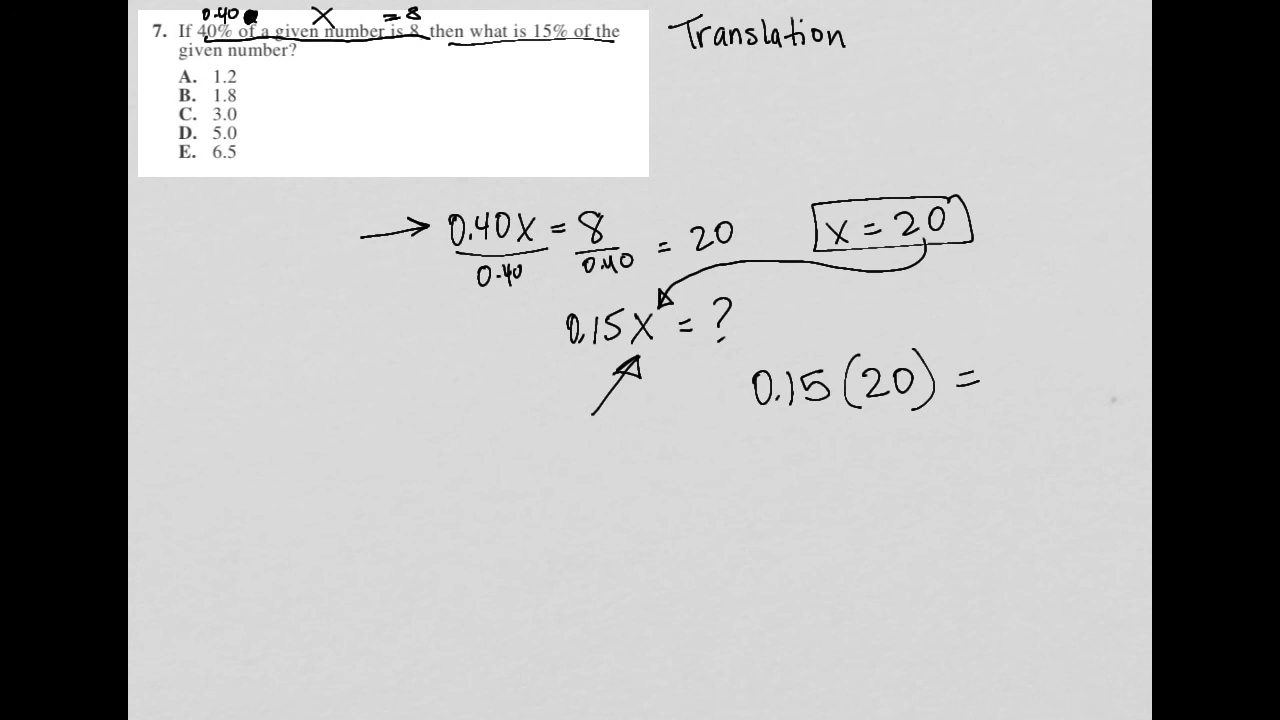 0.40 x = 8
7. If 40% of a given number is 8, then what is 15% of the
given number?
A. 1.2
B. 1.8
C. 3.0
D. 5.0
E. 6.5
Translation
0.40x = 8
0.40 0.40 = 20
x = 20
0.15x = ?
0.15 (20) =